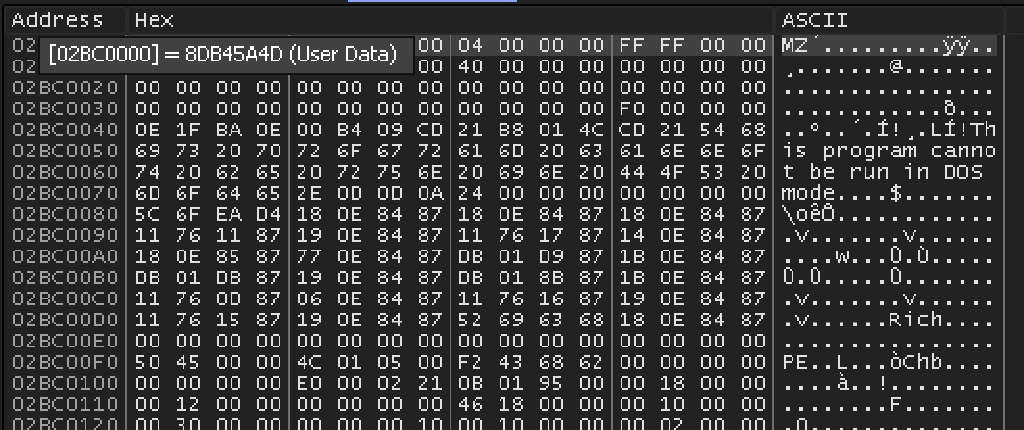 Address Hex ASCII
02 00 04 00 00 00 FF FF 00 00 MZ´.........ÿÿ..
[02BC0000] = 8DB45A4D (User Data)
02 00 40 00 00 00 00 00 00 00 ¸.......@.......
02BC0020 00 00 00 00 00 00 00 00 00 00 00 00 00 00 00 00 ................
02BC0030 00 00 00 00 00 00 00 00 00 00 00 00 F0 00 00 00 ............ð...
02BC0040 0E 1F BA 0E 00 B4 09 CD 21 B8 01 4C CD 21 54 68 ..º..´.Í!¸.LÍ!Th
02BC0050 69 73 20 70 72 6F 67 72 61 6D 20 63 61 6E 6E 6F is program canno
02BC0060 74 20 62 65 20 72 75 6E 20 69 6E 20 44 4F 53 20 t be run in DOS
02BC0070 6D 6F 64 65 2E 0D 0D 0A 24 00 00 00 00 00 00 00 mode....$.......
02BC0080 5C 6F EA D4 18 0E 84 87 18 0E 84 87 18 0E 84 87 \oêÔ............
02BC0090 11 76 11 87 19 0E 84 87 11 76 17 87 14 0E 84 87 .v.......v......
02BC00A0 18 0E 85 87 77 0E 84 87 DB 01 D9 87 1B 0E 84 87 ....w...Û.Ù.....
02BC00B0 DB 01 DB 87 19 0E 84 87 DB 01 8B 87 1B 0E 84 87 Û.Û.....Û.......
02BC00C0 11 76 0D 87 06 0E 84 87 11 76 16 87 19 0E 84 87 .v.......v......
02BC00D0 11 76 15 87 19 0E 84 87 52 69 63 68 18 0E 84 87 .v......Rich....
02BC00E0 00 00 00 00 00 00 00 00 00 00 00 00 00 00 00 00 ................
02BC00F0 50 45 00 00 4C 01 05 00 F2 43 68 62 00 00 00 00 PE..L...òChb....
02BC0100 00 00 00 00 E0 00 02 21 0B 01 95 00 00 18 00 00 ....à..!........
02BC0110 00 12 00 00 00 00 00 00 46 18 00 00 00 10 00 00 ........F.......
02BC0120 00 30 00 00 00 00 00 10 00 10 00 00 00 02 00 00 .0..............